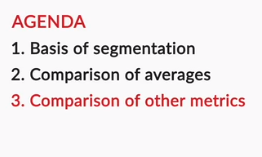 AGENDA
1. Basis of segmentation
2. Comparison of averages
3. Comparison of other metrics